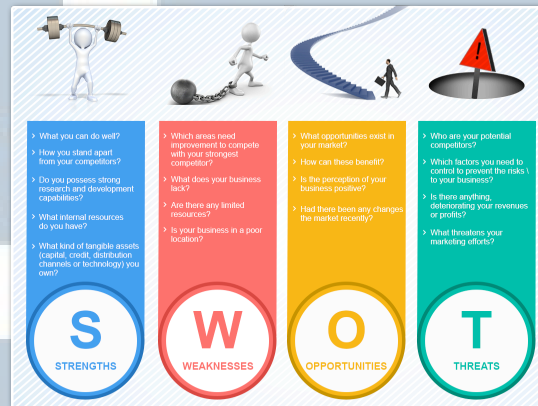 What you can do well?
How you stand apart
from your competitors?
Do you possess strong
research and development
capabilities?
What internal resources
do you have?
What kind of tangible assets
(capital, credit, distribution
channels or technology) you
own?
S
STRENGTHS
Which areas need
improvement to compete
with your strongest
competitor?
What does your business
lack?
Are there any limited
resources?
Is your business in a poor
location?
W
WEAKNESSES
What opportunities exist in
your market?
How can these benefit?
Is the perception of your
business positive?
Had there been any changes
the market recently?
O
OPPORTUNITIES
Who are your potential
competitors?
Which factors you need to
control to prevent the risks \
to your business?
Is there anything,
deteriorating your revenues
or profits?
What threatens your
marketing efforts?
T
THREATS